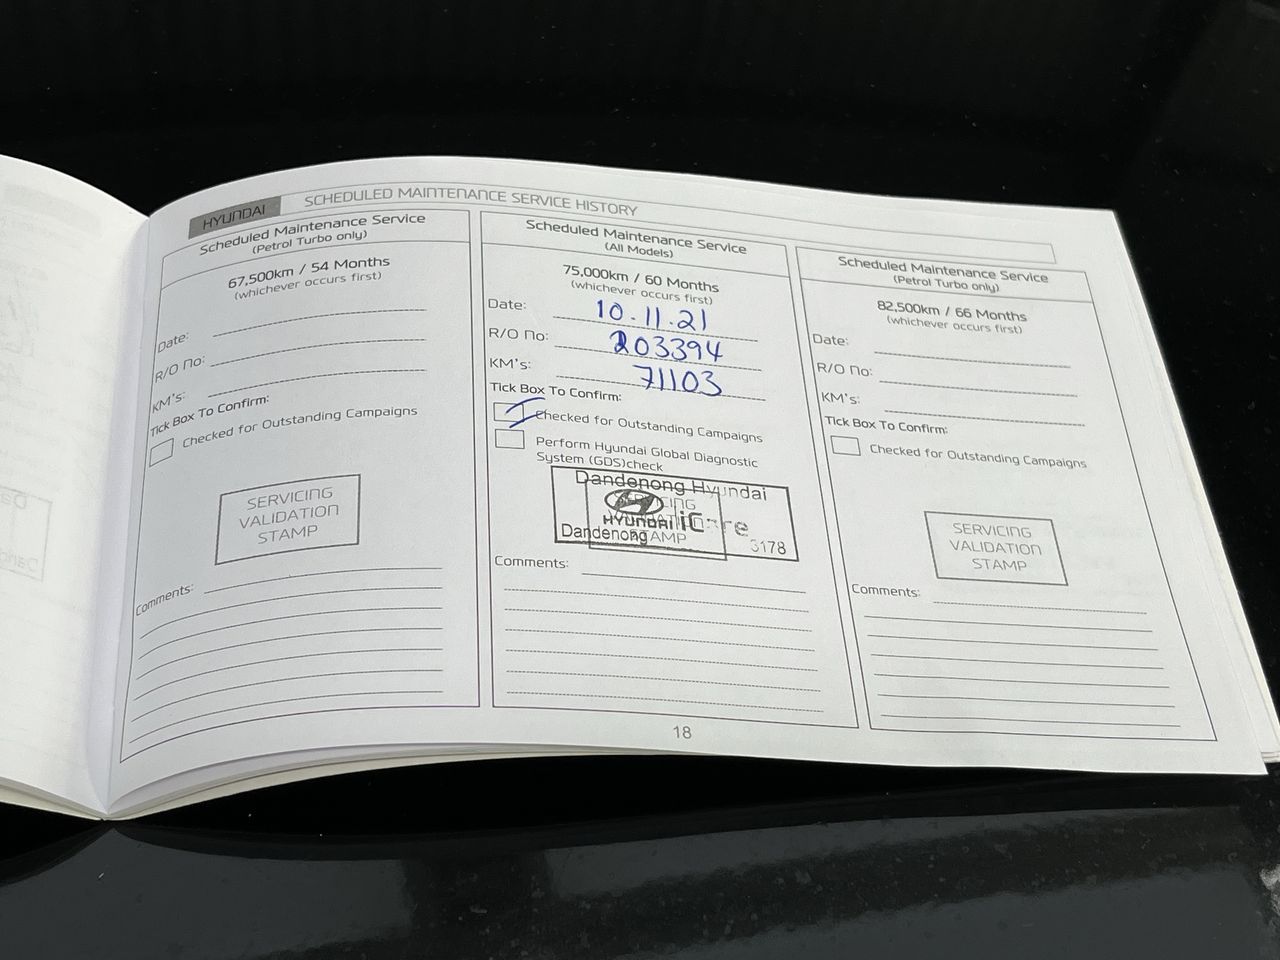 HYUNDAI SCHEDULED MAINTENANCE SERVICE HISTORY
Scheduled Maintenance Service
(Petrol Turbo only)
67,500km / 54 Months
(whichever occurs first)
Date:
R/O No:
KM's:
Tick Box To Confirm:
Checked for Outstanding Campaigns
SERVICING
VALIDATION
STAMP
Comments:
Scheduled Maintenance Service
(All Models)
75,000km / 60 Months
(whichever occurs first)
Date: 10.11.21
R/O No: 203394
KM's: 71103
Tick Box To Confirm:
Checked for Outstanding Campaigns
Perform Hyundai Global Diagnostic
System (GDS)check
Dandenong Hyundai
HYUNDAI iCare
Dandenong 3178
SERVICING
VALIDATION
STAMP
Comments:
Scheduled Maintenance Service
(Petrol Turbo only)
82,500km / 66 Months
(whichever occurs first)
Date:
R/O No:
KM's:
Tick Box To Confirm:
Checked for Outstanding Campaigns
SERVICING
VALIDATION
STAMP
Comments:
18